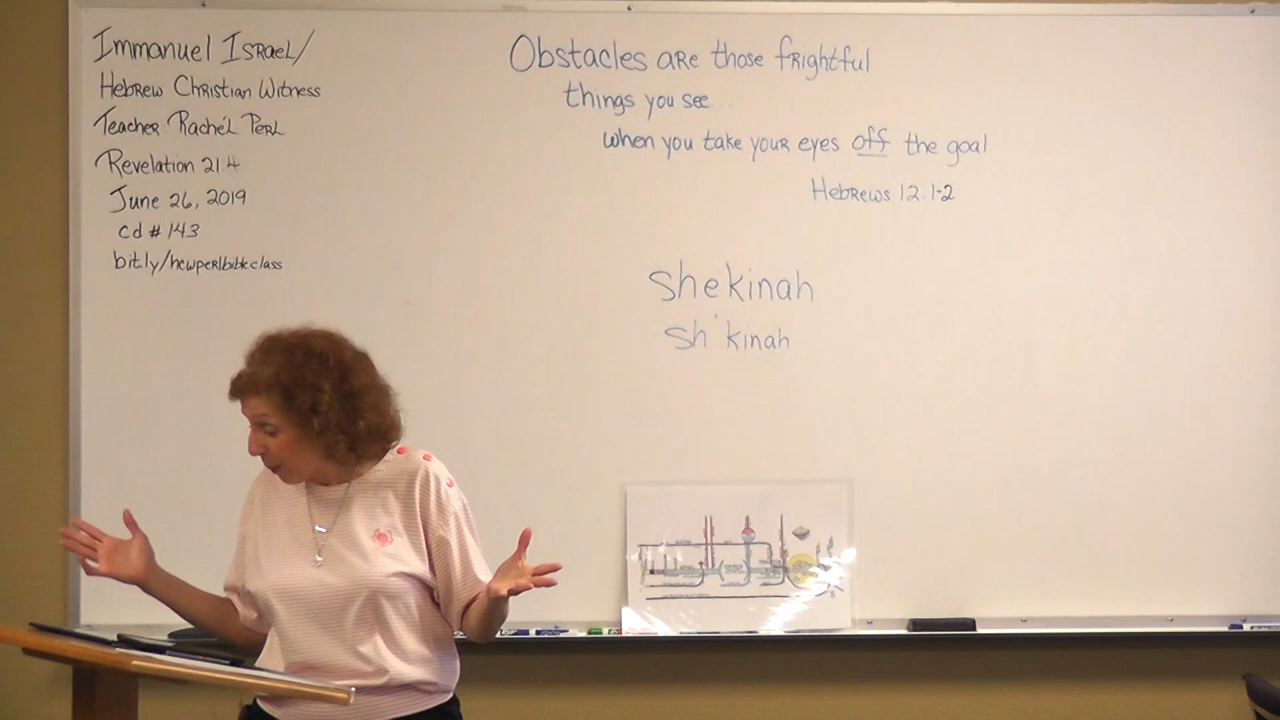 Immanuel Israel/
Hebrew Christian Witness
Teacher: Rachel Perl
Revelation 21.4
June 26, 2019
cd # 143
bit.ly/hcwperlbibleclass
Obstacles are those frightful
things you see
when you take your eyes off the goal
Hebrews 12.1-2
Shekinah
Sh'kinah